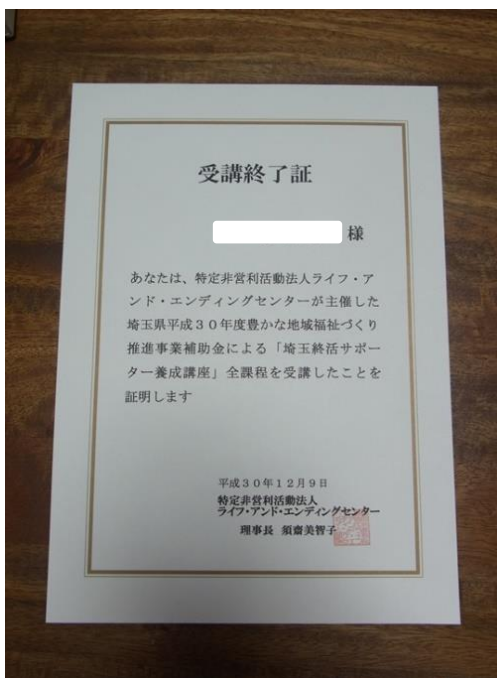 受講終了証
様
あなたは、特定非営利活動法人ライフ・ア
ンド・エンディングセンターが主催した
埼玉県平成30年度豊かな地域福祉づくり
推進事業補助金による「埼玉終活サポー
ター養成講座」全課程を受講したことを
証明します
平成30年12月9日
特定非営利活動法人
ライフ・アンド・エンディングセンター
理事長 須齋美智子